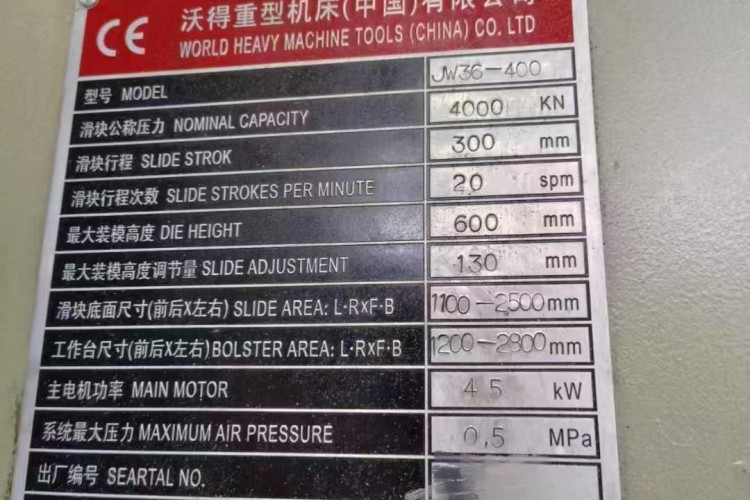 CE 沃得重型机床(中国)有限公司
WORLD HEAVY MACHINE TOOLS (CHINA) CO. LTD
型号 MODEL JW36-400
滑块公称压力 NOMINAL CAPACITY 4000 KN
滑块行程 SLIDE STROK 300 mm
滑块行程次数 SLIDE STROKES PER MINUTE 20 spm
最大装模高度 DIE HEIGHT 600 mm
最大装模高度调节量 SLIDE ADJUSTMENT 130 mm
滑块底面尺寸(前后X左右) SLIDE AREA: L·RxF·B 1100-2500mm
工作台尺寸(前后X左右) BOLSTER AREA: L·RxF·B 1200-2800mm
主电机功率 MAIN MOTOR 45 kW
系统最大压力 MAXIMUM AIR PRESSURE 0.5 MPa
出厂编号 SEARTAL NO.